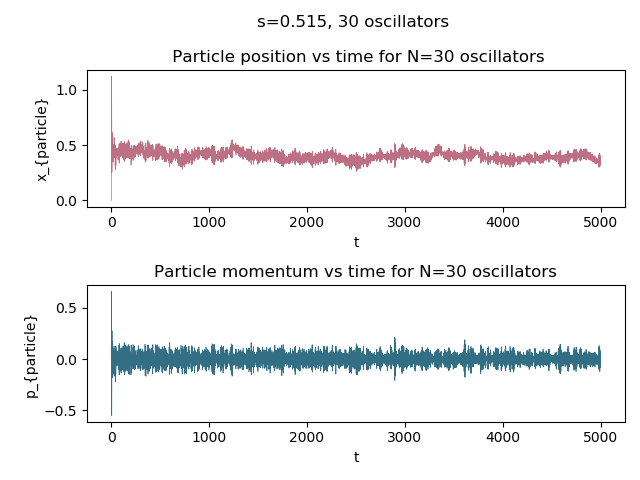 s=0.515, 30 oscillators
Particle position vs time for N=30 oscillators
1.0
0.5
0.0
x_{particle}
0 1000 2000 3000 4000 5000
t
Particle momentum vs time for N=30 oscillators
0.5
0.0
−0.5
p_{particle}
0 1000 2000 3000 4000 5000
t